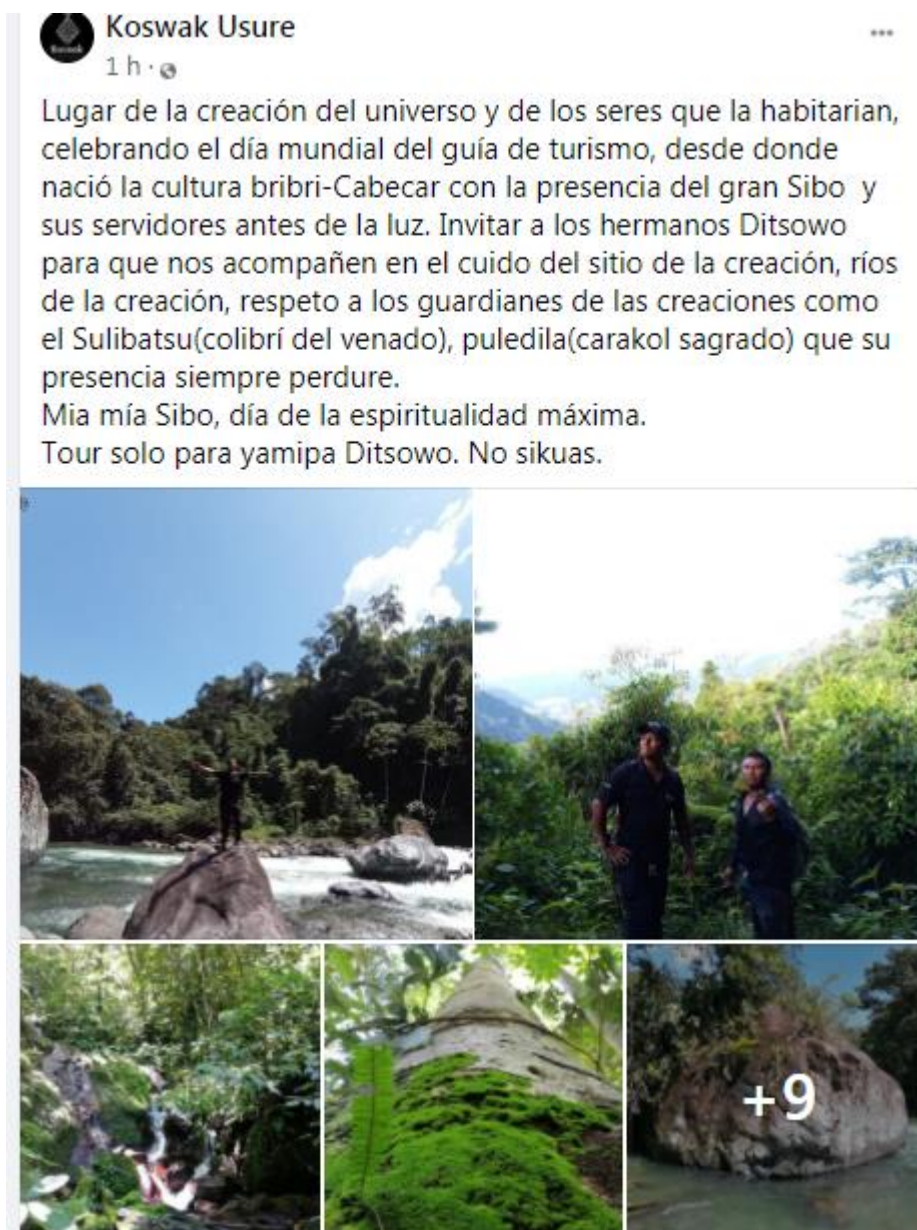 Koswak Usure
1 h ·
Lugar de la creación del universo y de los seres que la habitarian,
celebrando el día mundial del guía de turismo, desde donde
nació la cultura bribri-Cabecar con la presencia del gran Sibo y
sus servidores antes de la luz. Invitar a los hermanos Ditsowo
para que nos acompañen en el cuido del sitio de la creación, ríos
de la creación, respeto a los guardianes de las creaciones como
el Sulibatsu(colibrí del venado), puledila(carakol sagrado) que su
presencia siempre perdure.
Mia mía Sibo, día de la espiritualidad máxima.
Tour solo para yamipa Ditsowo. No sikuas.
+9